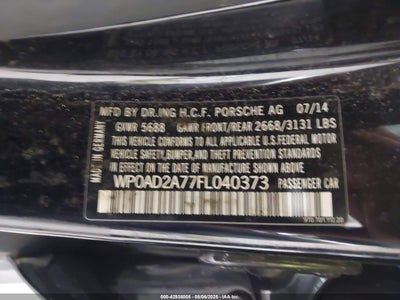 MFD BY DR.ING H.C.F. PORSCHE AG 07/14
GVWR 5688 GAWR FRONT/REAR 2668/3131 LBS
THIS VEHICLE CONFORMS TO ALL APPLICABLE
U.S. FEDERAL MOTOR VEHICLE
SAFETY, BUMPER, AND THEFT
PREVENTION STANDARDS IN EFFECT ON THE
DATE OF MANUFACTURE SHOWN ABOVE.
WP0AD2A77FL040373 PASSENGER CAR
MADE IN GERMANY